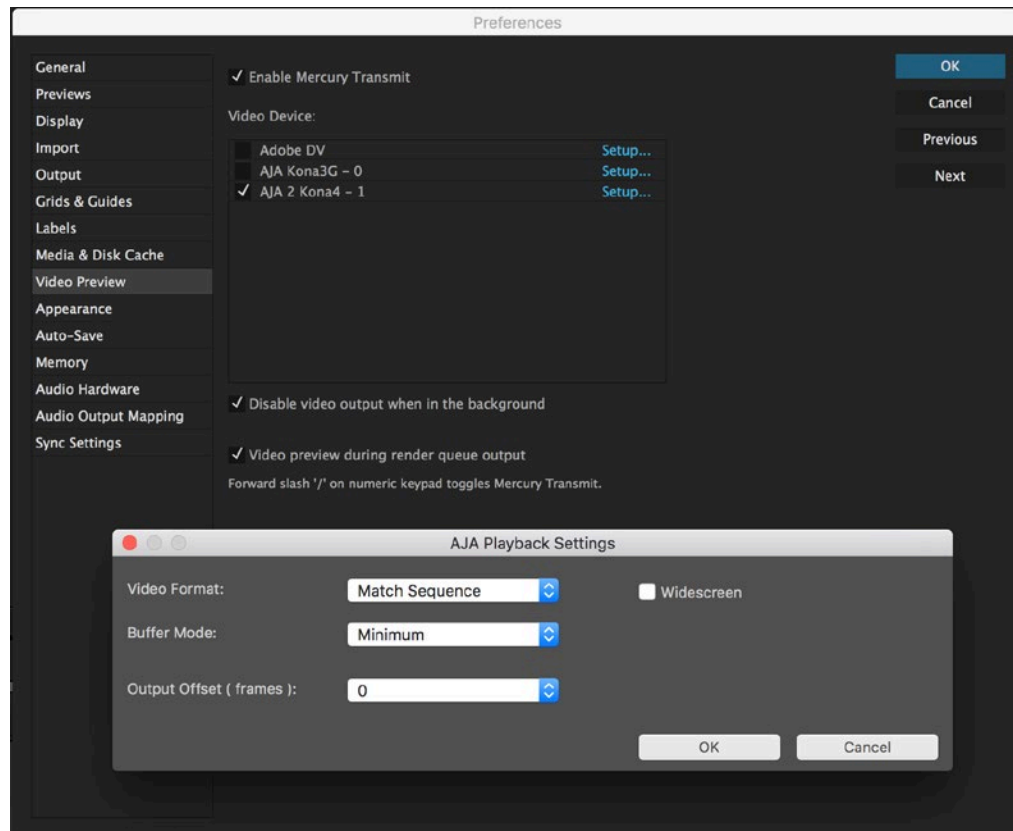 Preferences
General
Previews
Display
Import
Output
Grids & Guides
Labels
Media & Disk Cache
Video Preview
Appearance
Auto-Save
Memory
Audio Hardware
Audio Output Mapping
Sync Settings
Enable Mercury Transmit
Video Device:
Adobe DV Setup...
AJA Kona3G - 0 Setup...
AJA 2 Kona4 - 1 Setup...
Disable video output when in the background
Video preview during render queue output
Forward slash '/' on numeric keypad toggles Mercury Transmit.
OK
Cancel
Previous
Next
AJA Playback Settings
Video Format: Match Sequence Widescreen
Buffer Mode: Minimum
Output Offset ( frames ): 0
OK Cancel